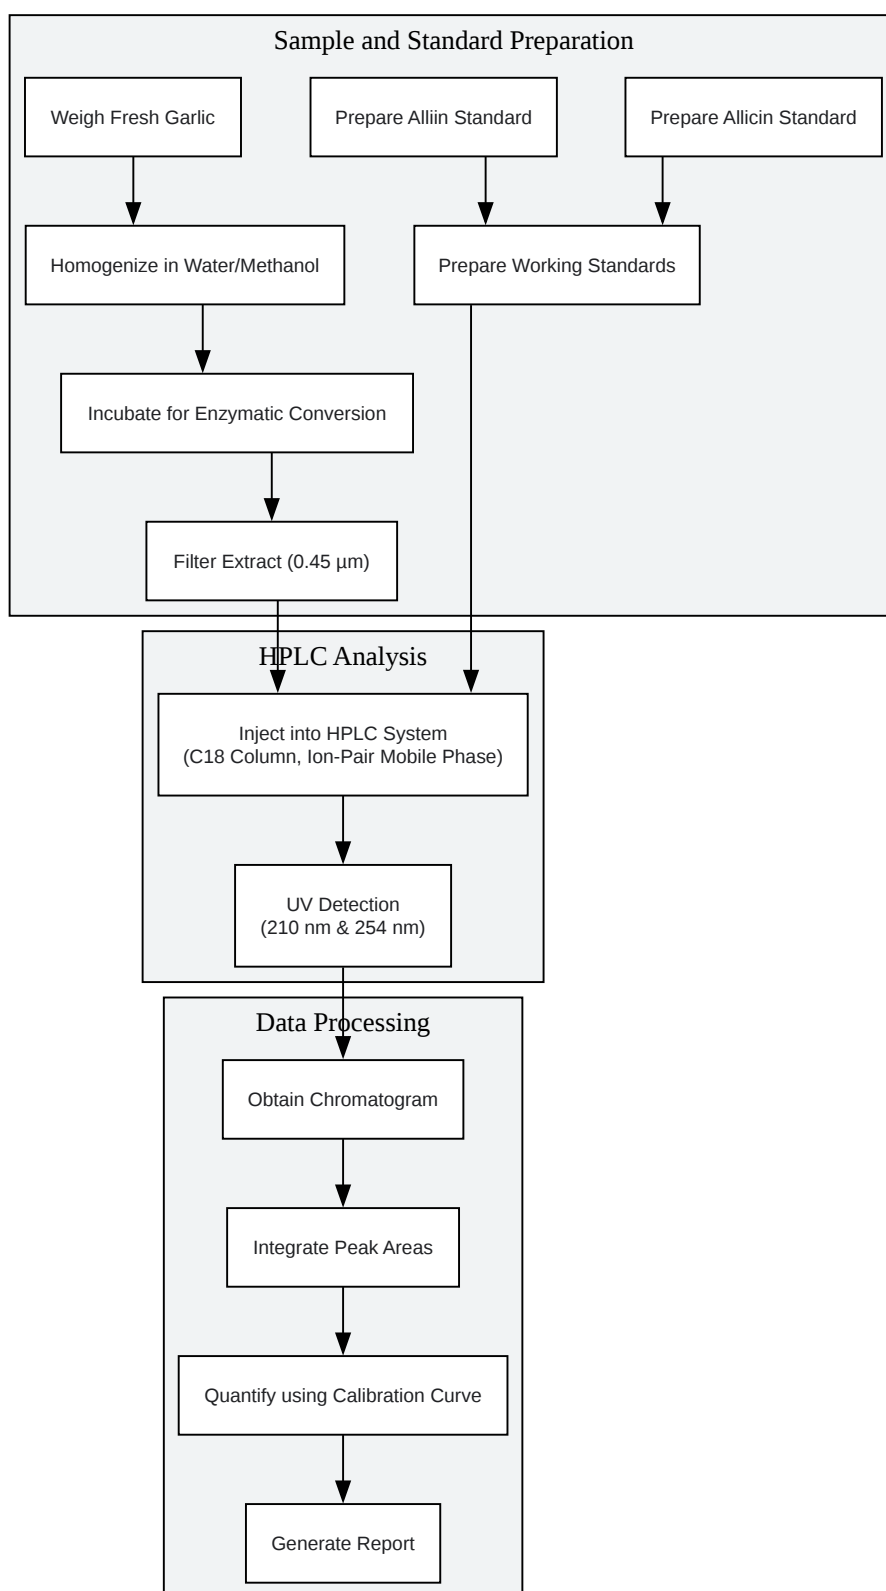 Sample and Standard Preparation
Weigh Fresh Garlic
Prepare Alliin Standard
Prepare Allicin Standard
Homogenize in Water/Methanol
Prepare Working Standards
Incubate for Enzymatic Conversion
Filter Extract (0.45 µm)
HPLC Analysis
Inject into HPLC System
(C18 Column, Ion-Pair Mobile Phase)
UV Detection
(210 nm & 254 nm)
Data Processing
Obtain Chromatogram
Integrate Peak Areas
Quantify using Calibration Curve
Generate Report